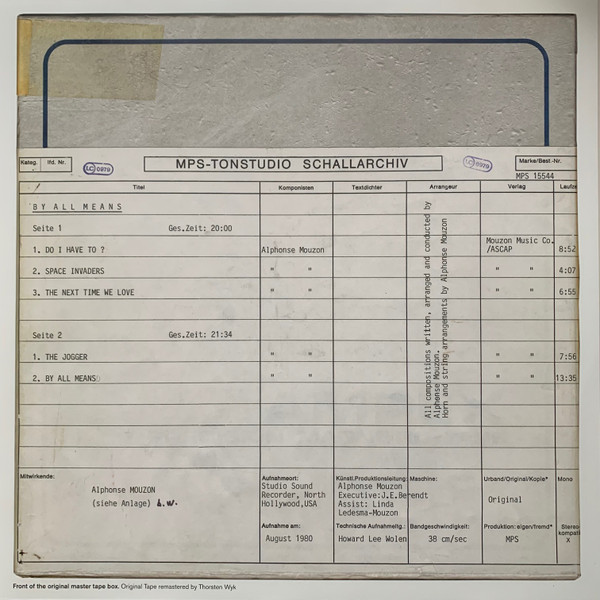 Kateg. lfd. Nr. LC 0979 MPS-TONSTUDIO SCHALLARCHIV LC 0979 Marke/Best.-Nr.
MPS 15544
Titel Komponieren Textdichter Arrangeur Verlag Laufze
BY ALL MEANS
Seite 1 Ges.Zeit: 20:00
1. DO I HAVE TO ? Alphonse Mouzon Mouzon Music Co. /ASCAP 8:52
2. SPACE INVADERS " " " " 4:07
3. THE NEXT TIME WE LOVE " " " " 6:55
Seite 2 Ges.Zeit: 21:34
1. THE JOGGER " " " " 7:56
2. BY ALL MEANS " " " " 13:35
All compositions written, arranged and conducted by
Alphonse Mouzon.
Horn and string arrangements by Alphonse Mouzon
Mitwirkende:
Alphonse MOUZON
(siehe Anlage)
Aufnahmeort:
Studio Sound
Recorder, North
Hollywood,USA
Aufnahme am:
August 1980
Künstl.Produktionsleitung:
Alphonse Mouzon
Executive:J.E.Berendt
Assist: Linda
Ledesma-Mouzon
Technische Aufnahmeltg.:
Howard Lee Wolen
Maschine:
Bandgeschwindigkeit:
38 cm/sec
Urband/Original/Kopie*
Original
Produktion:eigen/fremd*
MPS
Mono
Stereo
kompati
X
Front of the original master tape box. Original Tape remastered by Thorsten Wyk